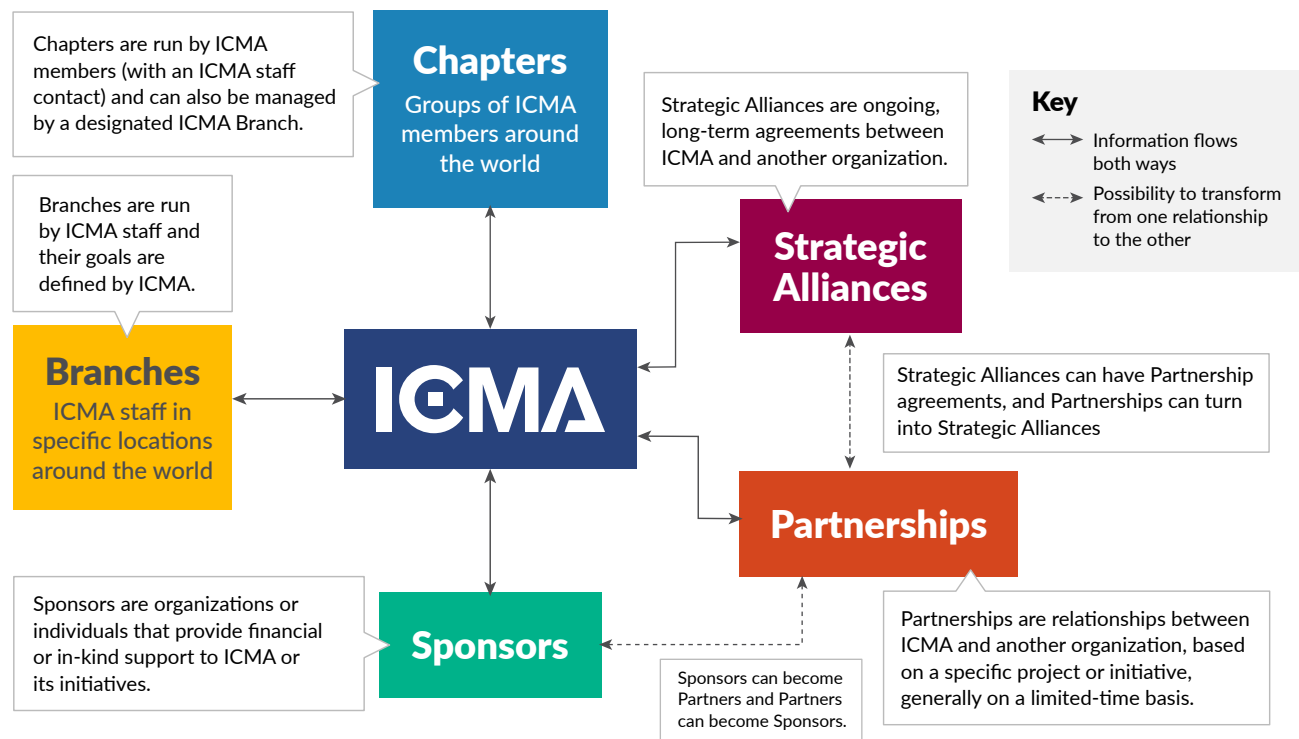 Chapters are run by ICMA
members (with an ICMA staff
contact) and can also be managed
by a designated ICMA Branch.
Chapters
Groups of ICMA
members around
the world
Strategic Alliances are ongoing,
long-term agreements between
ICMA and another organization.
Key
Information flows
both ways
Possibility to transform
from one relationship
to the other
Branches are run
by ICMA staff and
their goals are
defined by ICMA.
Strategic
Alliances
Branches
ICMA staff in
specific locations
around the world
ICMA
Strategic Alliances can have Partnership
agreements, and Partnerships can turn
into Strategic Alliances
Partnerships
Sponsors are organizations or
individuals that provide financial
or in-kind support to ICMA or
its initiatives.
Sponsors
Sponsors can become
Partners and Partners
can become Sponsors.
Partnerships are relationships between
ICMA and another organization, based
on a specific project or initiative,
generally on a limited-time basis.